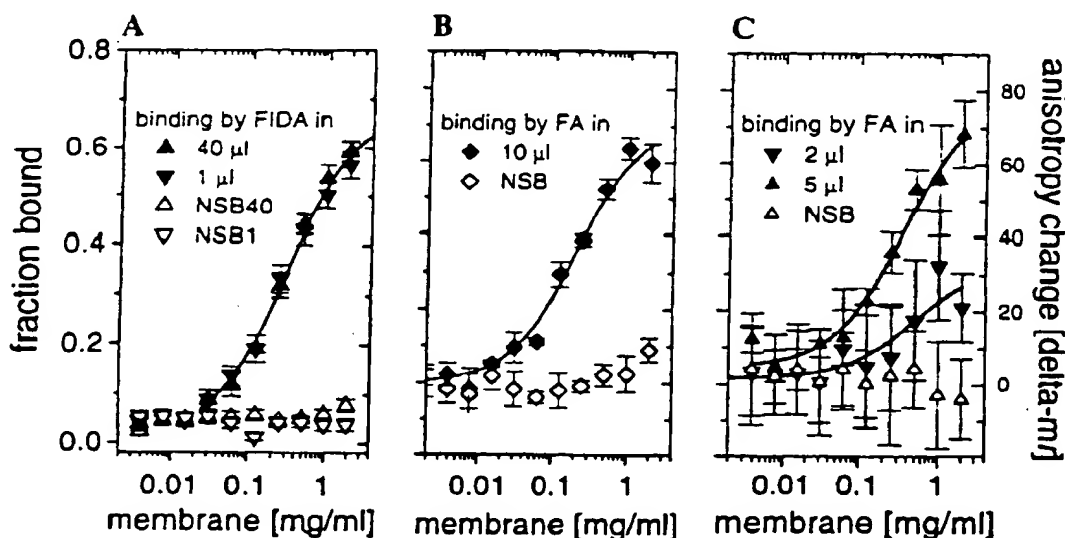 A
B
C
0.8
0.6
0.4
0.2
0.0
fraction bound
binding by FIDA in
40 µl
1 µl
NSB40
NSB1
0.01 0.1 1
membrane [mg/ml]
binding by FA in
10 µl
NSB
0.01 0.1 1
membrane [mg/ml]
binding by FA in
2 µl
5 µl
NSB
0.01 0.1 1
membrane [mg/ml]
80
60
40
20
0
anisotropy change [delta-mr]